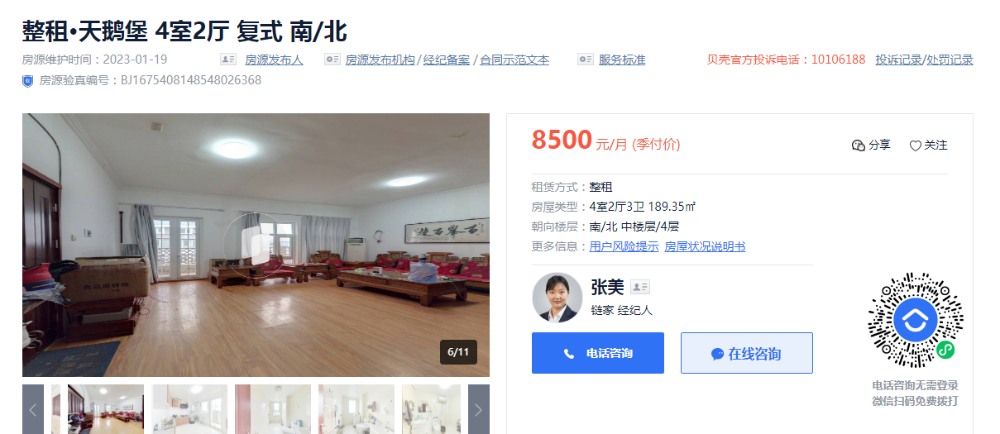 整租·天鹅堡 4室2厅 复式 南/北
房源维护时间：2023-01-19 房源发布人 房源发布机构/经纪备案 /合同示范文本 服务标准 贝壳官方投诉电话：10106188 投诉记录/处罚记录
房源验真编号：BJ1675408148548026368
8500 元/月 (季付价) 分享 关注
租赁方式：整租
房屋类型：4室2厅3卫 189.35㎡
朝向楼层：南/北 中楼层/4层
更多信息：用户风险提示 房屋状况说明书
张美
链家 经纪人
6/11
电话咨询 在线咨询
电话咨询无需登录
微信扫码免费拨打